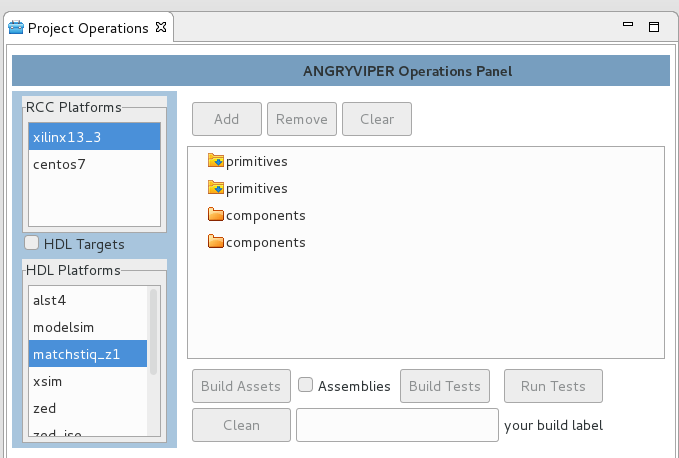 Project Operations
ANGRYVIPER Operations Panel
RCC Platforms
xilinx13_3
centos7
HDL Targets
HDL Platforms
alst4
modelsim
matchstiq_z1
xsim
zed
zed_ise
Add Remove Clear
primitives
primitives
components
components
Build Assets Assemblies Build Tests Run Tests
Clean your build label